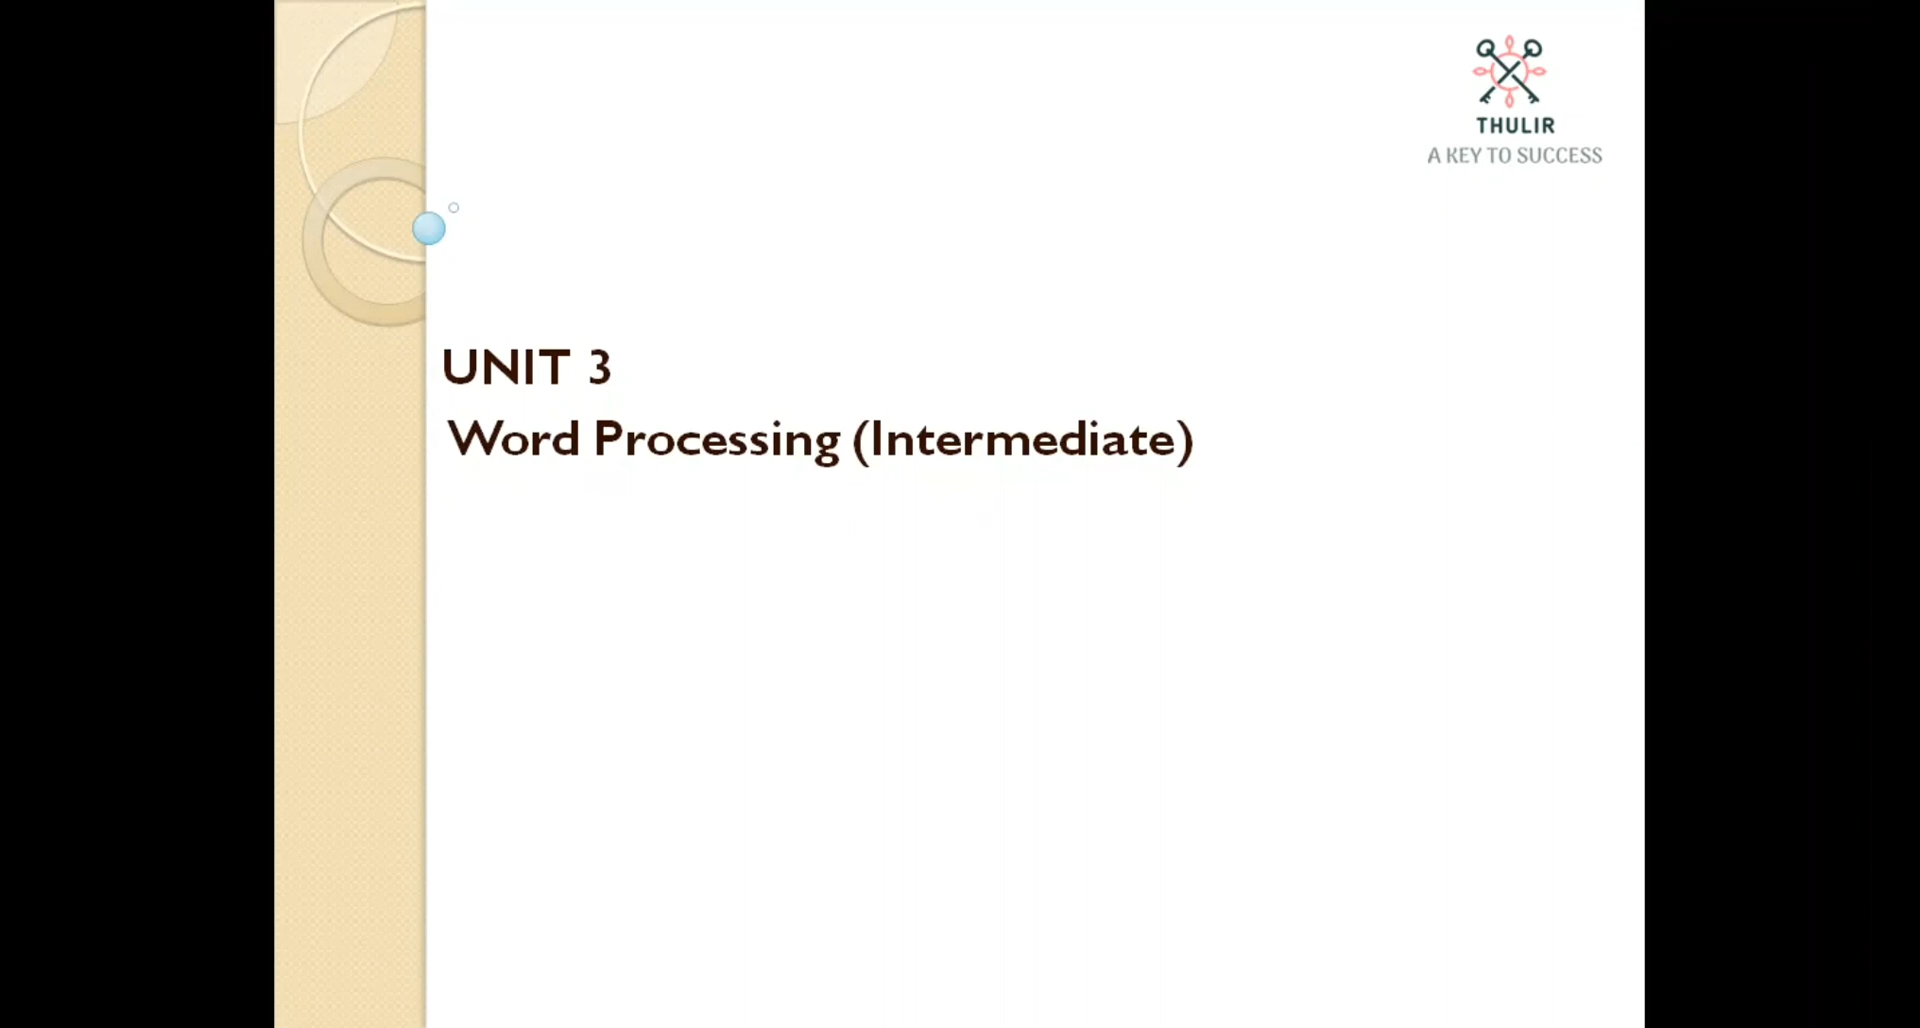 THULIR
A KEY TO SUCCESS
UNIT 3
Word Processing (Intermediate)